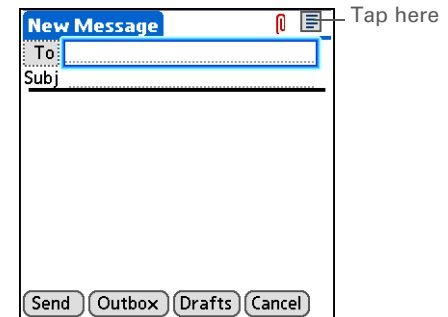 New Message
Tap here
To
Subj
Send Outbox Drafts Cancel